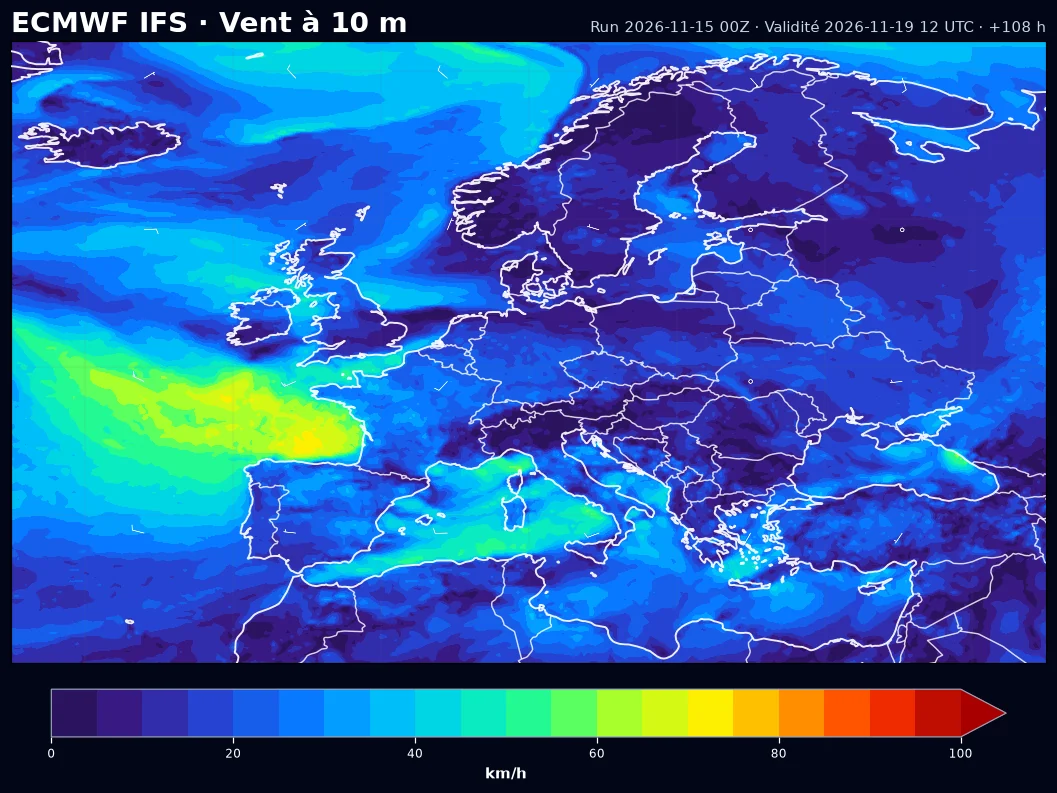 ECMWF IFS · Vent à 10 m
Run 2026-11-15 00Z · Validité 2026-11-19 12 UTC · +108 h
0 20 40 60 80 100
km/h